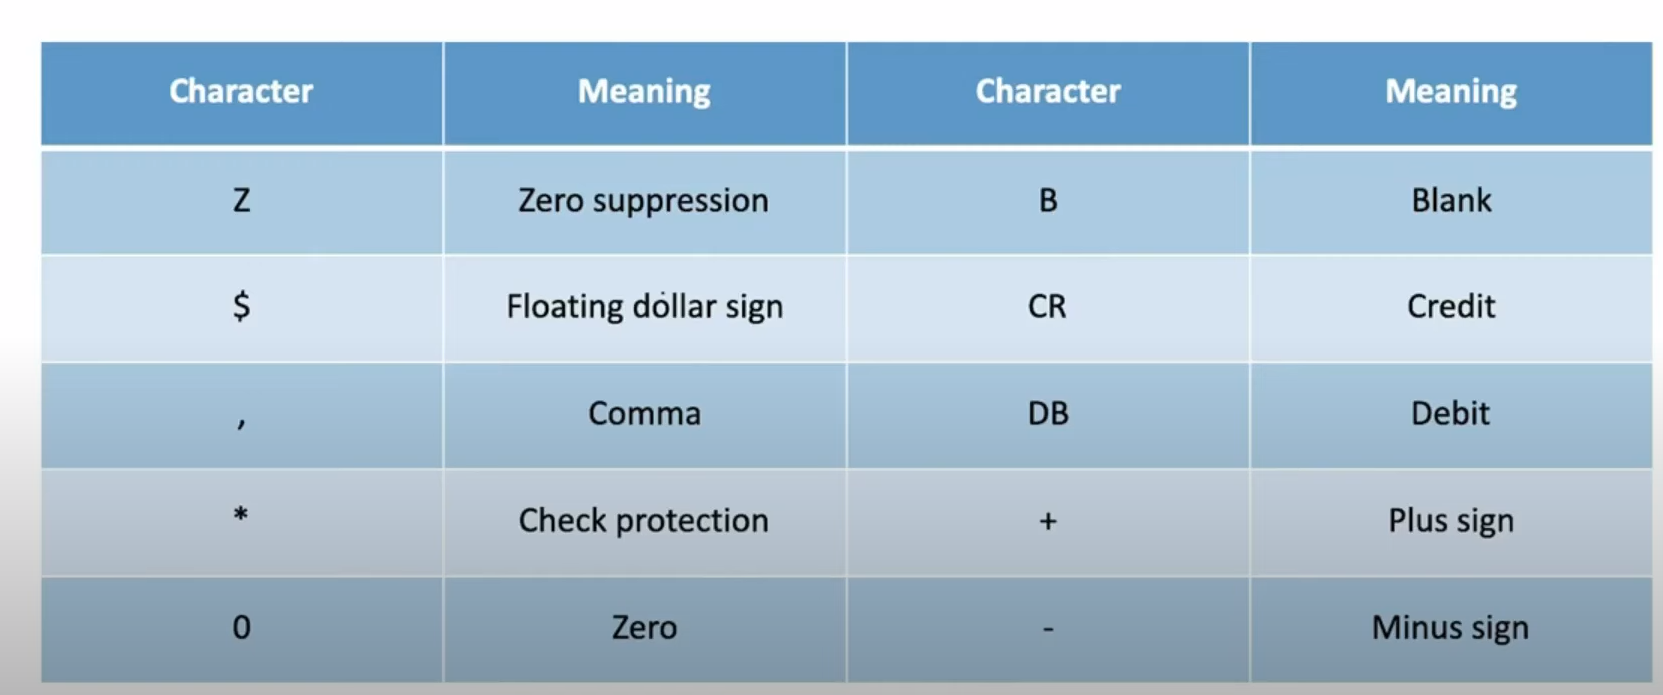 Character Meaning Character Meaning
Z Zero suppression B Blank
$ Floating dollar sign CR Credit
, Comma DB Debit
* Check protection + Plus sign
0 Zero - Minus sign